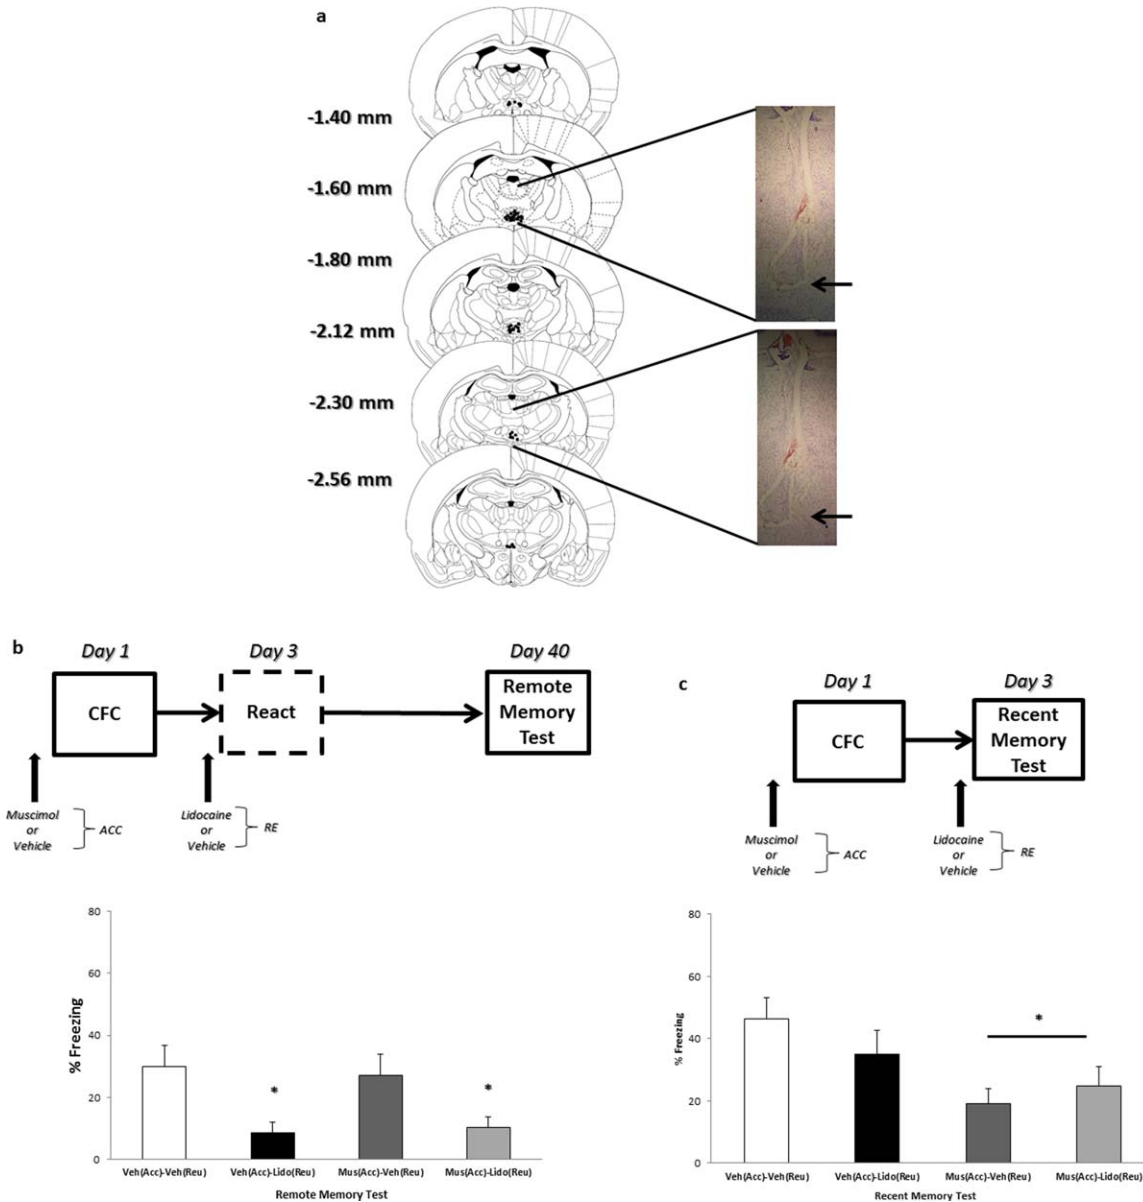 a
-1.40 mm
-1.60 mm
-1.80 mm
-2.12 mm
-2.30 mm
-2.56 mm
b
Day 1
Day 3
Day 40
CFC
React
Remote
Memory
Test
Muscimol
or
Vehicle
ACC
Lidocaine
or
Vehicle
RE
80
60
40
20
0
% Freezing
*
*
Veh(Acc)-Veh(Reu)
Veh(Acc)-Lido(Reu)
Mus(Acc)-Veh(Reu)
Mus(Acc)-Lido(Reu)
Remote Memory Test
c
Day 1
Day 3
CFC
Recent
Memory
Test
Muscimol
or
Vehicle
ACC
Lidocaine
or
Vehicle
RE
80
60
40
20
0
% Freezing
*
Veh(Acc)-Veh(Reu)
Veh(Acc)-Lido(Reu)
Mus(Acc)-Veh(Reu)
Mus(Acc)-Lido(Reu)
Recent Memory Test